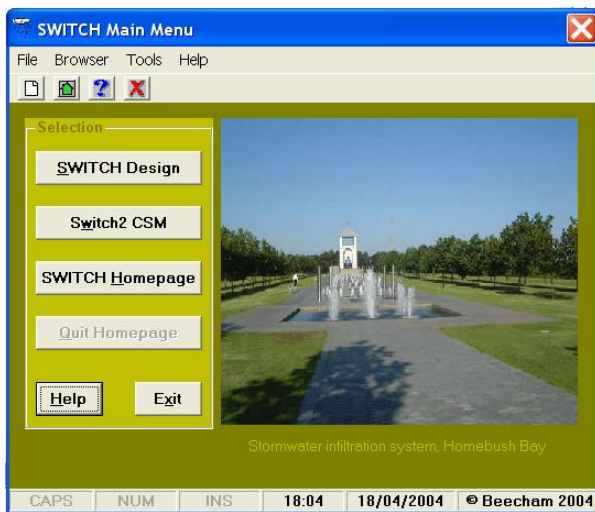 SWITCH Main Menu
File Browser Tools Help
Selection
SWITCH Design
Switch2 CSM
SWITCH Homepage
Quit Homepage
Help Exit
Stormwater infiltration system, Homebush Bay
CAPS NUM INS 18:04 18/04/2004 © Beecham 2004